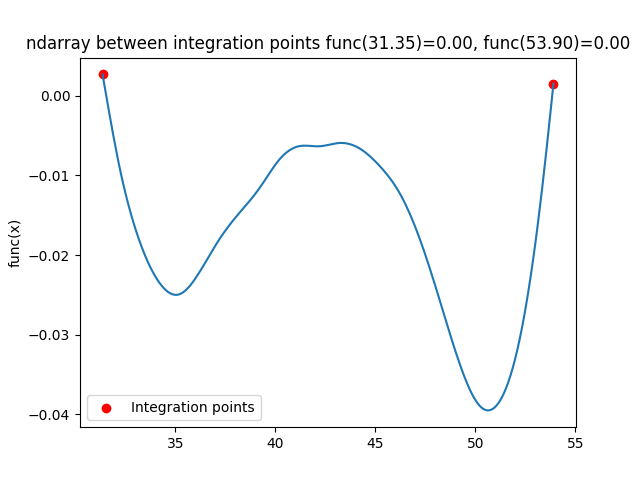 ndarray between integration points func(31.35)=0.00, func(53.90)=0.00
func(x)
0.00
−0.01
−0.02
−0.03
−0.04
Integration points
35 40 45 50 55